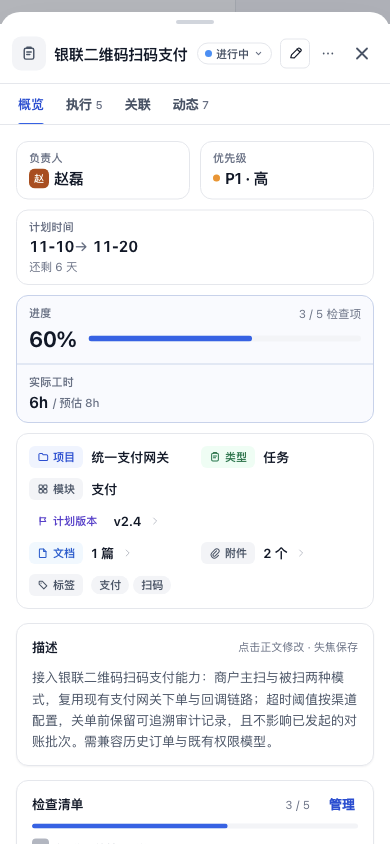 银联二维码扫码支付 进行中 ···
概览 执行 5 关联 动态 7
负责人 优先级
赵 赵磊 P1 · 高
计划时间
11-10→ 11-20
还剩 6 天
进度 3 / 5 检查项
60%
实际工时
6h / 预估 8h
项目 统一支付网关 类型 任务
模块 支付
计划版本 v2.4
文档 1 篇 附件 2 个
标签 支付 扫码
描述 点击正文修改 · 失焦保存
接入银联二维码扫码支付能力：商户主扫与被扫两种模
式，复用现有支付网关下单与回调链路；超时阈值按渠道
配置，关单前保留可追溯审计记录，且不影响已发起的对
账批次。需兼容历史订单与既有权限模型。
检查清单 3 / 5 管理